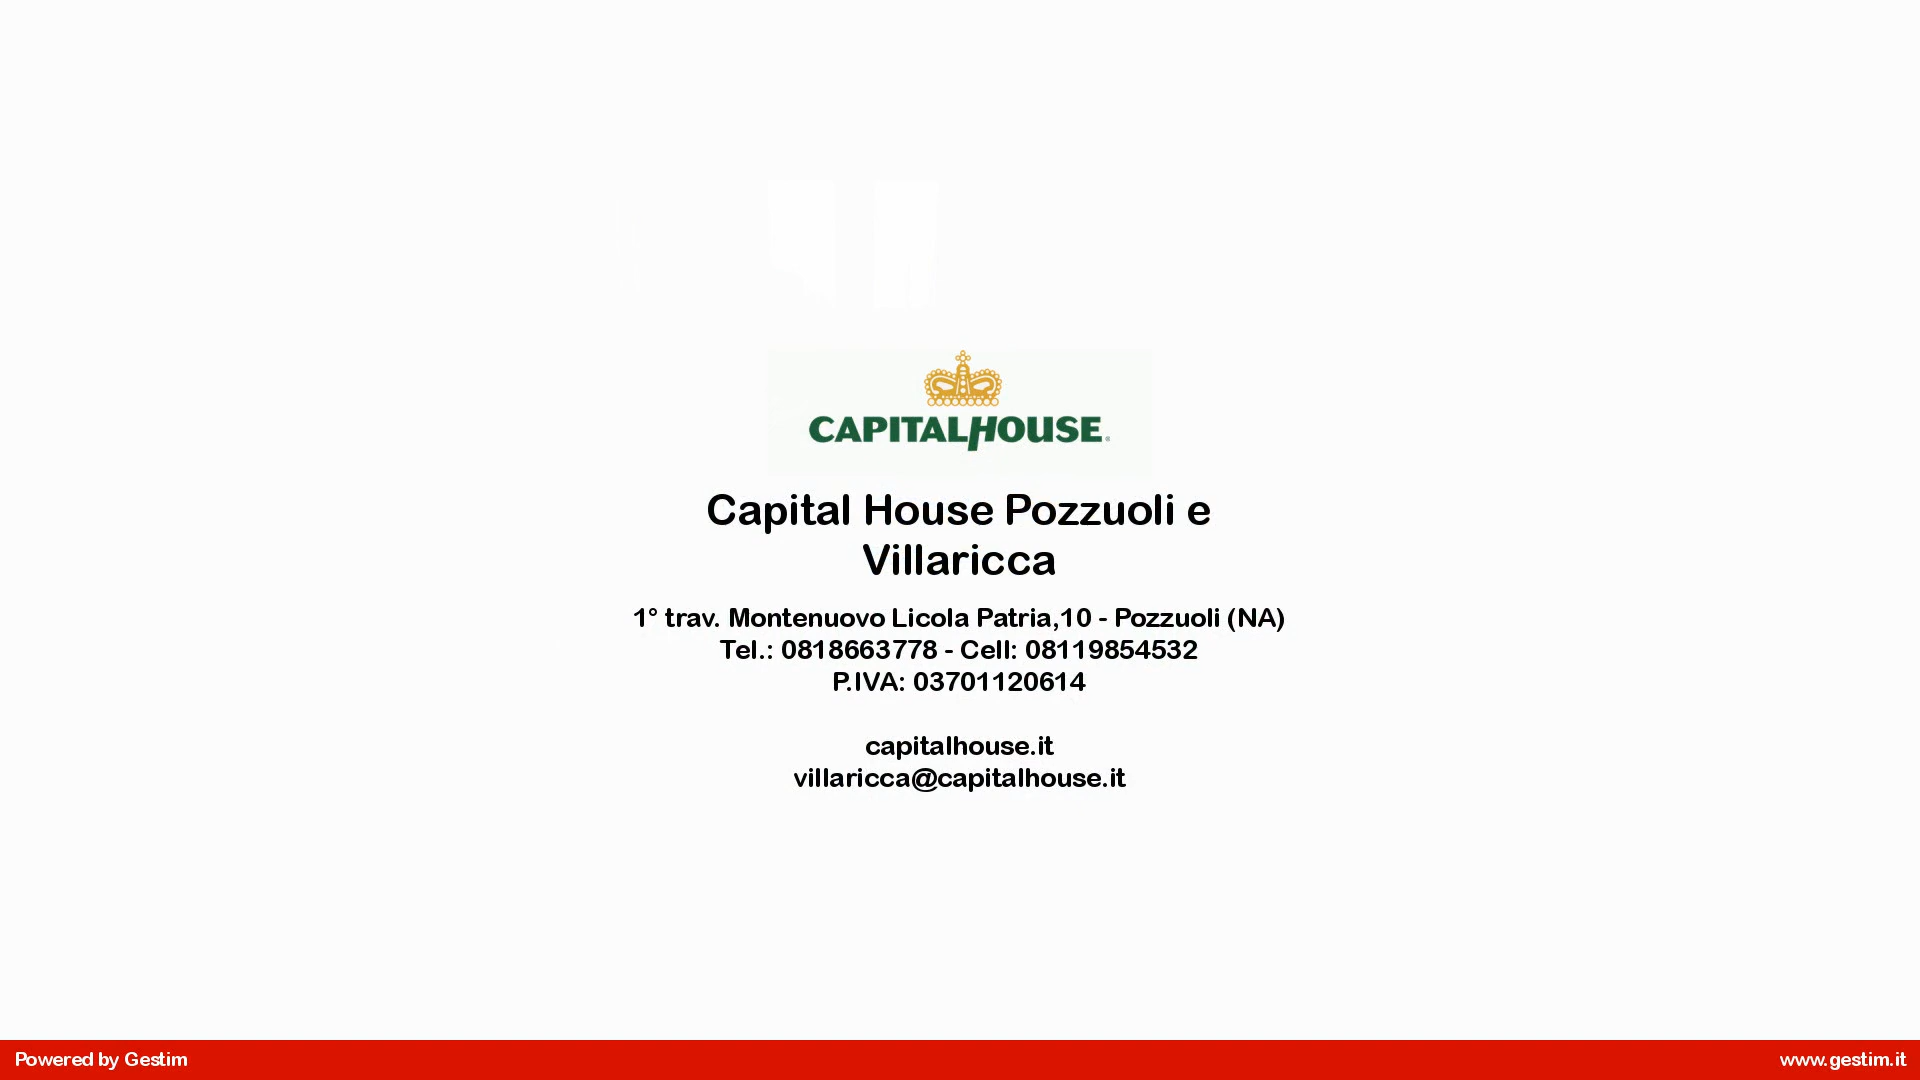 CAPITALHOUSE®
Capital House Pozzuoli e
Villaricca
1° trav. Montenuovo Licola Patria,10 - Pozzuoli (NA)
Tel.: 0818663778 - Cell: 08119854532
P.IVA: 03701120614
capitalhouse.it
villaricca@capitalhouse.it
Powered by Gestim
www.gestim.it